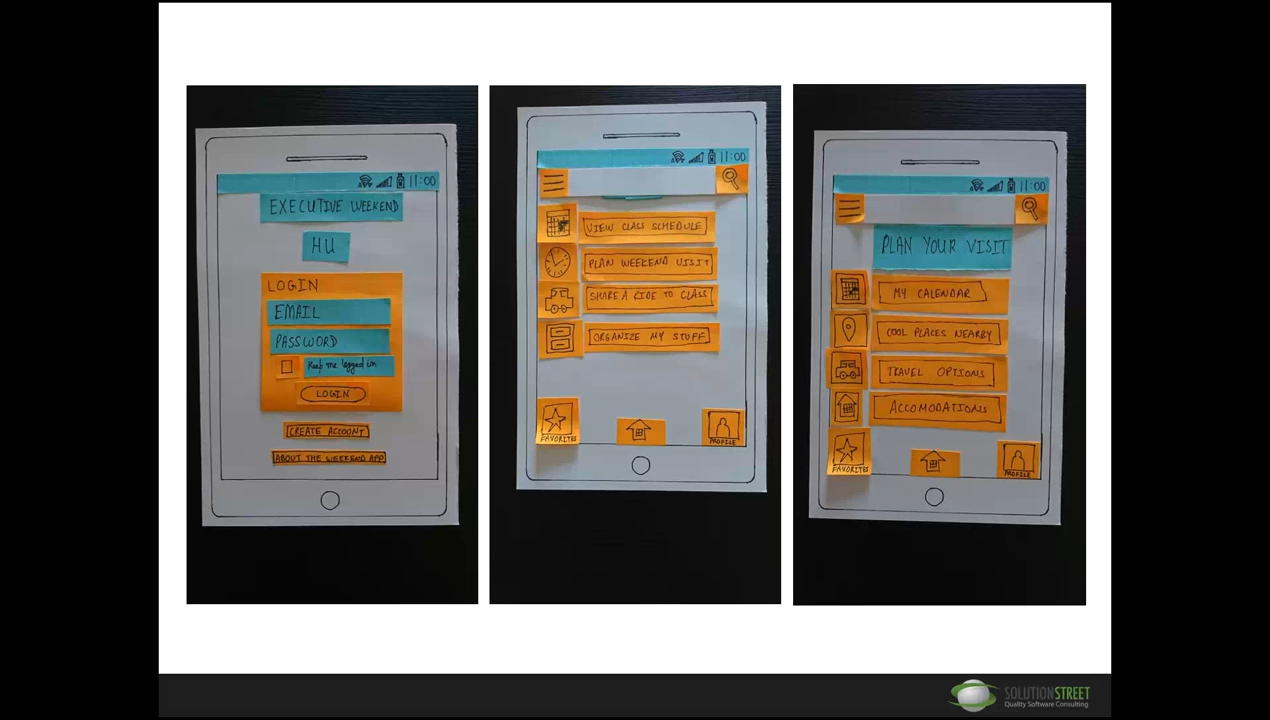 11:00
EXECUTIVE WEEKEND
HU
LOGIN
EMAIL
PASSWORD
Keep me logged in
LOGIN
CREATE ACCOUNT
ABOUT THE WEEKEND APP
11:00
VIEW CLASS SCHEDULE
PLAN WEEKEND VISIT
SHARE A RIDE TO CLASS
ORGANIZE MY STUFF
FAVORITES
PROFILE
11:00
PLAN YOUR VISIT
MY CALENDAR
COOL PLACES NEARBY
TRAVEL OPTIONS
ACCOMODATIONS
FAVORITES
PROFILE
SOLUTIONSTREET
Quality Software Consulting